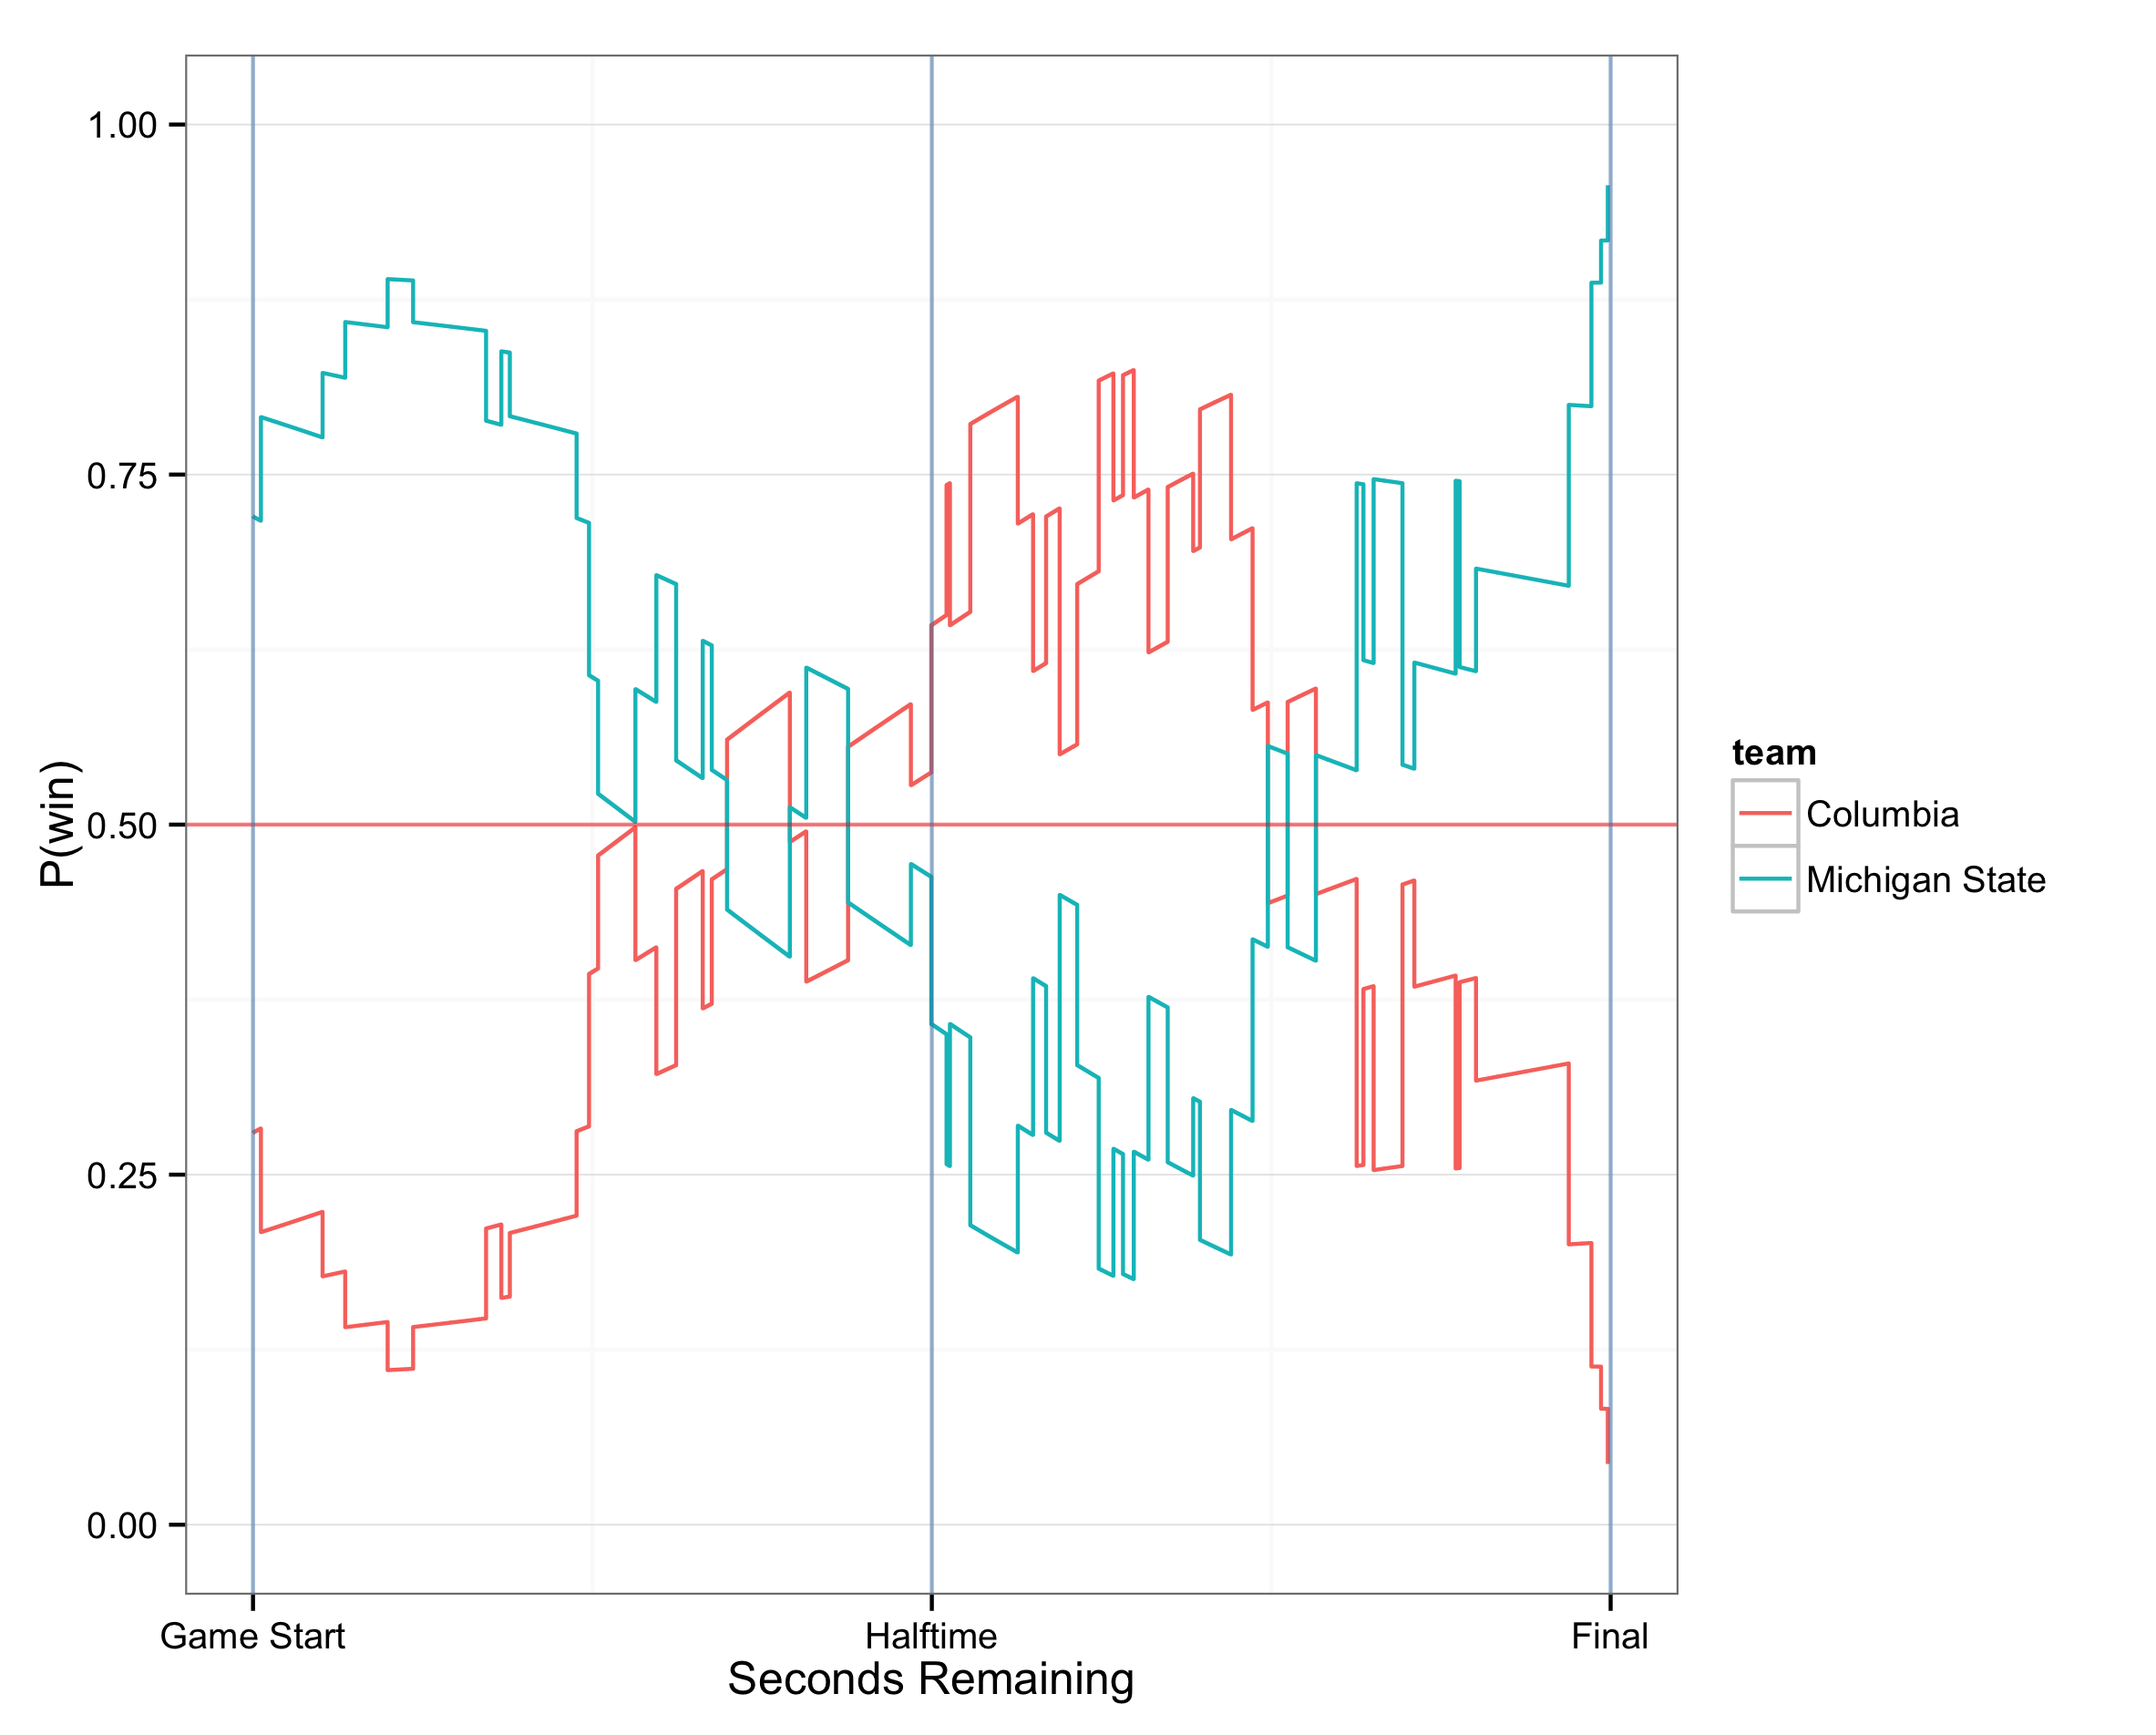 1.00
0.75
0.50
0.25
0.00
P(win)
Game Start
Halftime
Final
Seconds Remaining
team
Columbia
Michigan State